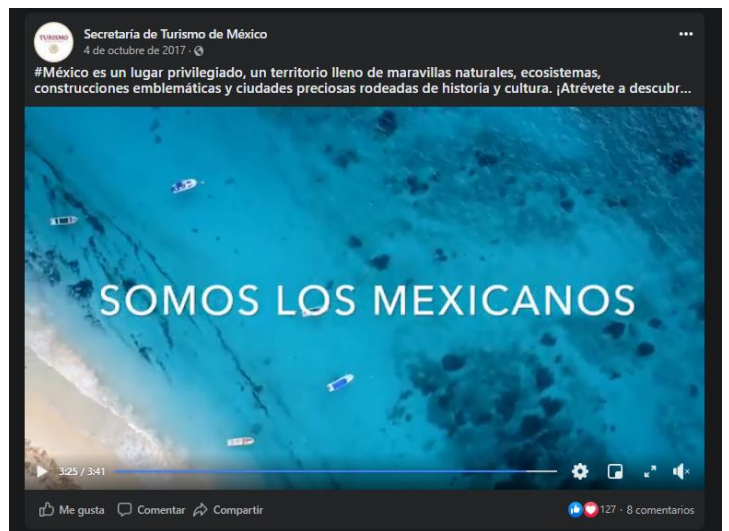 TURISMO
Secretaría de Turismo de México
4 de octubre de 2017 ·
#México es un lugar privilegiado, un territorio lleno de maravillas naturales, ecosistemas,
construcciones emblemáticas y ciudades preciosas rodeadas de historia y cultura. ¡Atrévete a descubr...
SOMOS LOS MEXICANOS
3:25 / 3:41
Me gusta Comentar Compartir 127 · 8 comentarios